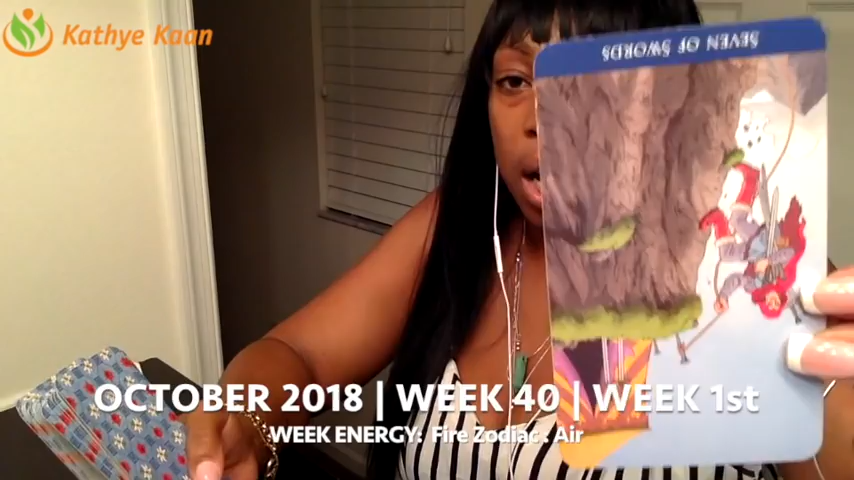 Kathye Kaan
SEVEN OF SWORDS
OCTOBER 2018 | WEEK 40 | WEEK 1st
WEEK ENERGY: Fire Zodiac : Air